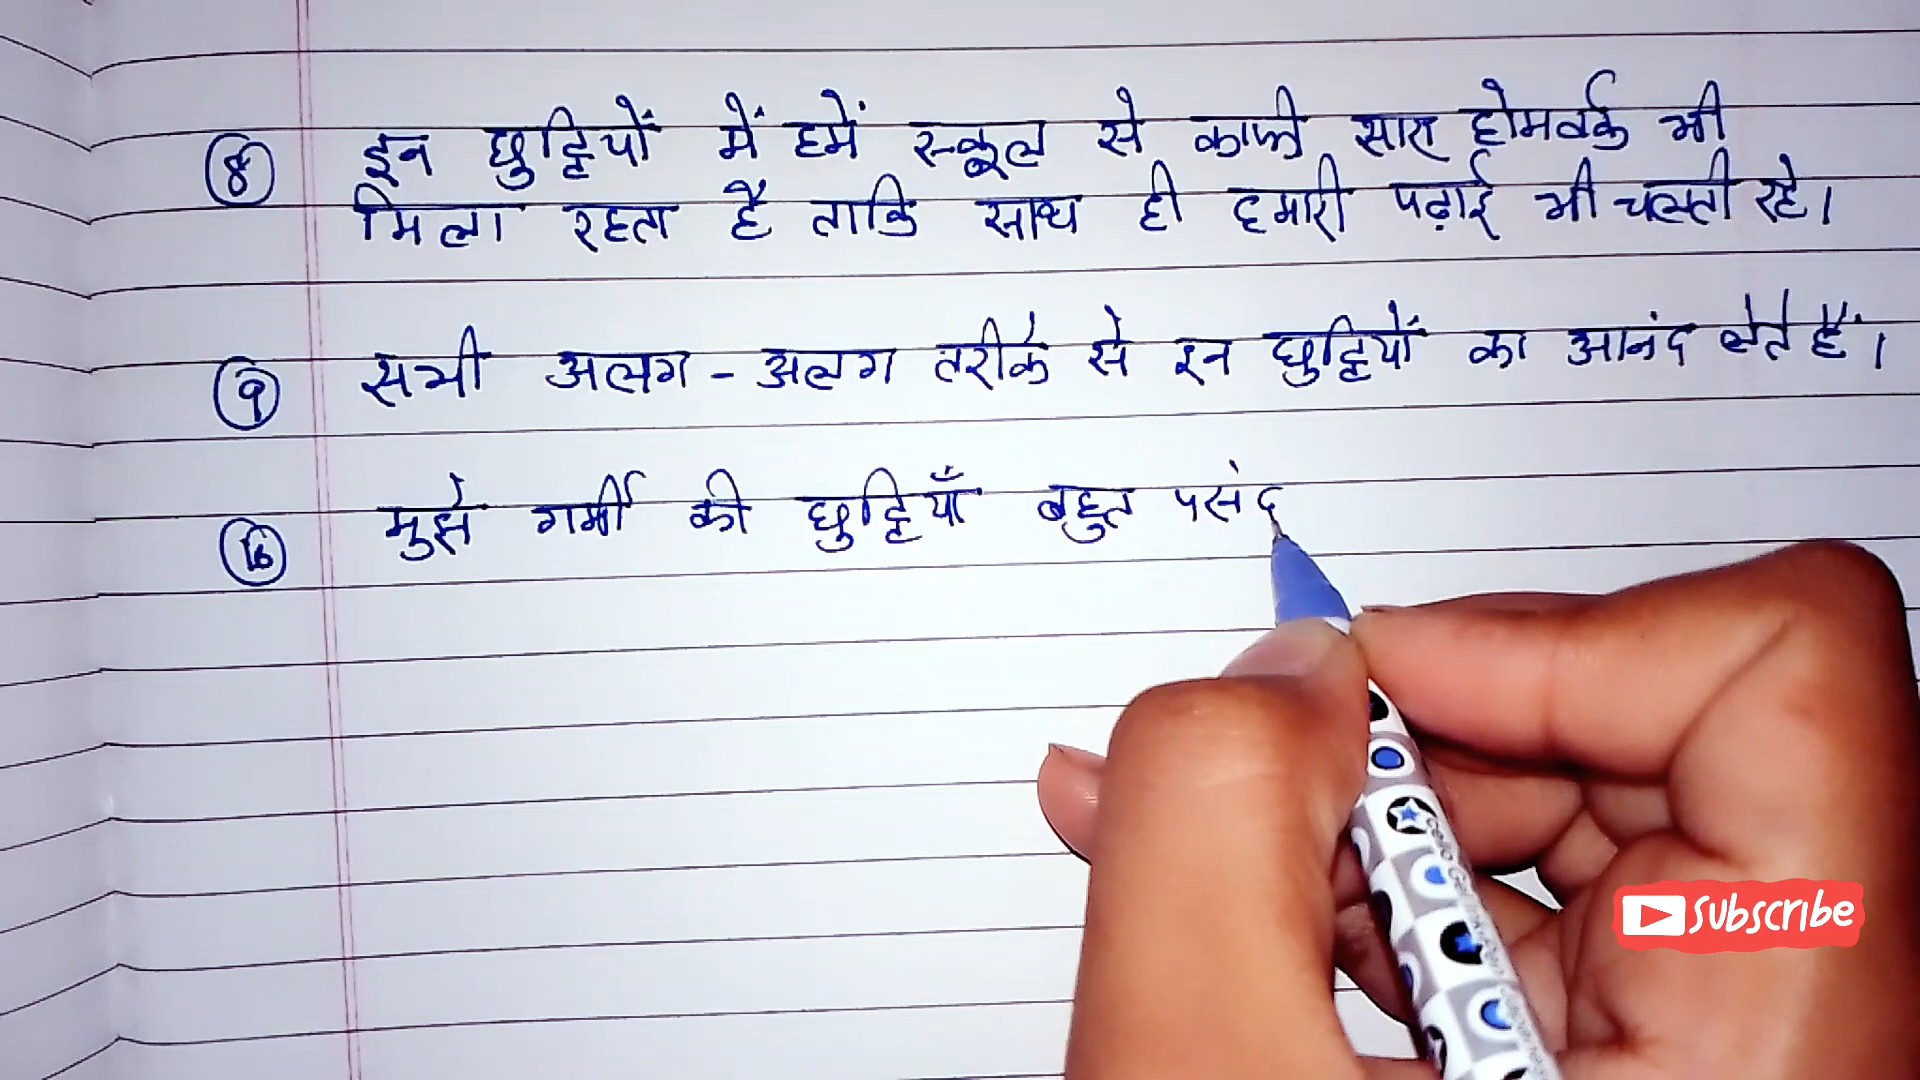 8 इन छुट्टियों में हमें स्कूल से काफी सारा होमवर्क भी
मिला रहता है ताकि साथ ही हमारी पढ़ाई भी चलती रहे।
9 सभी अलग - अलग तरीके से इन छुट्टियों का आनंद लेते हैं।
10 मुझे गर्मी की छुट्टियाँ बहुत पसंद
Subscribe